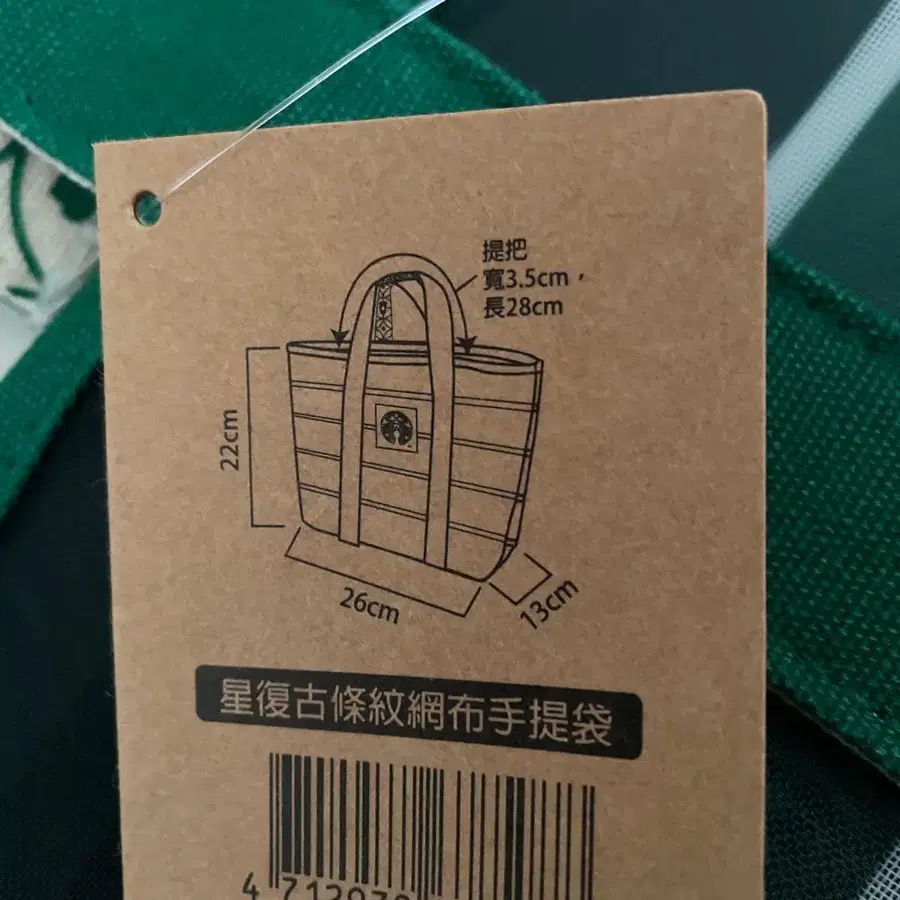 提把
寬3.5cm，
長28cm
22cm
26cm
13cm
星復古條紋網布手提袋